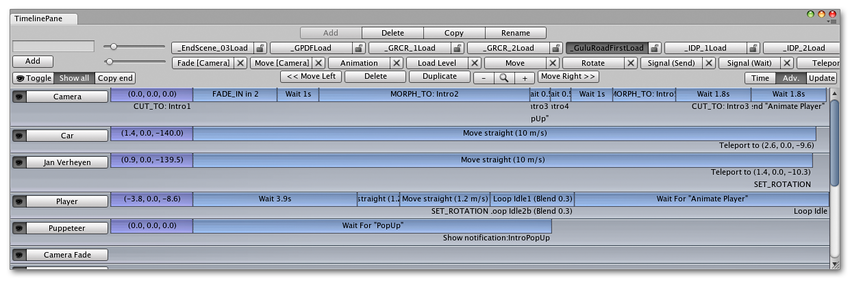 TimelinePane
Add Delete Copy Rename
_EndScene_03Load _GPDFLoad _GRCR_1Load _GRCR_2Load _GuluRoadFirstLoad _IDP_1Load _IDP_2Load
Add Fade [Camera] Move [Camera] Animation Load Level Move Rotate Signal (Send) Signal (Wait) Telepor
Toggle Show all Copy end << Move Left Delete Duplicate - + Move Right >> Time Adv. Update
Camera (0.0, 0.0, 0.0) FADE_IN in 2 Wait 1s MORPH_TO: Intro2 ait 0.5 ait 0.5 Wait 1s MORPH_TO: Intro Wait 1.8s Wait 1.8s
CUT_TO: Intro1 itro3 itro4 CUT_TO: Intro3 end "Animate Player"
pUp"
Car (1.4, 0.0, -140.0) Move straight (10 m/s)
Teleport to (2.6, 0.0, -9.6)
Jan Verheyen (0.9, 0.0, -139.5) Move straight (10 m/s)
Teleport to (1.4, 0.0, -10.3)
SET_ROTATION
Player (-3.8, 0.0, -8.6) Wait 3.9s straight (1.2 Move straight (1.2 m/s) Loop Idle1 (Blend 0.3) Wait For "Animate Player"
SET_ROTATION .oop Idle2b (Blend 0.3) Loop Idle
Puppeteer (0.0, 0.0, 0.0) Wait For "PopUp"
Show notification:IntroPopUp
Camera Fade